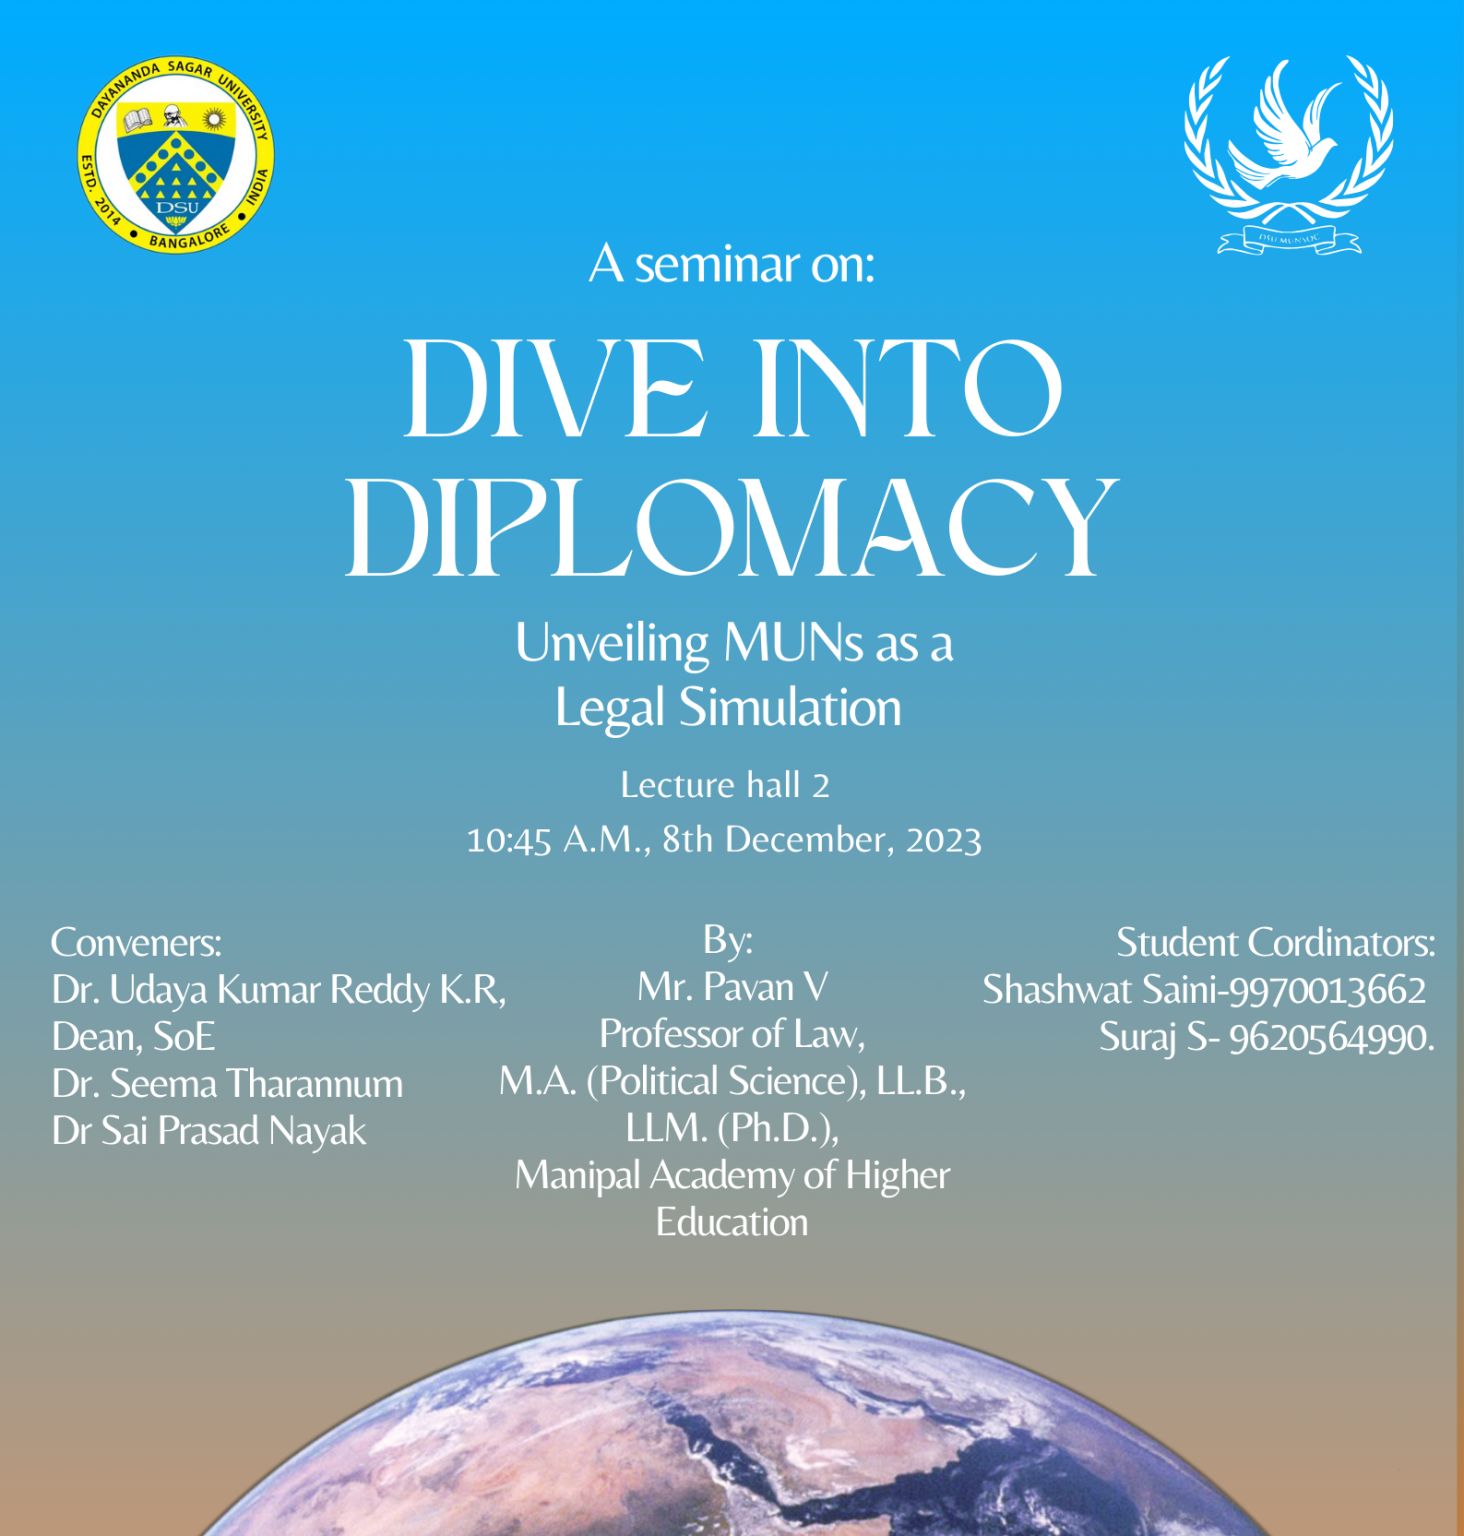 DAYANANDA SAGAR UNIVERSITY
ESTD. 2014 • BANGALORE • INDIA
DSU
DSU MUNSOC
A seminar on:
DIVE INTO
DIPLOMACY
Unveiling MUNs as a
Legal Simulation
Lecture hall 2
10:45 A.M., 8th December, 2023
Conveners:
Dr. Udaya Kumar Reddy K.R,
Dean, SoE
Dr. Seema Tharannum
Dr Sai Prasad Nayak
By:
Mr. Pavan V
Professor of Law,
M.A. (Political Science), LL.B.,
LLM. (Ph.D.),
Manipal Academy of Higher
Education
Student Cordinators:
Shashwat Saini-9970013662
Suraj S- 9620564990.